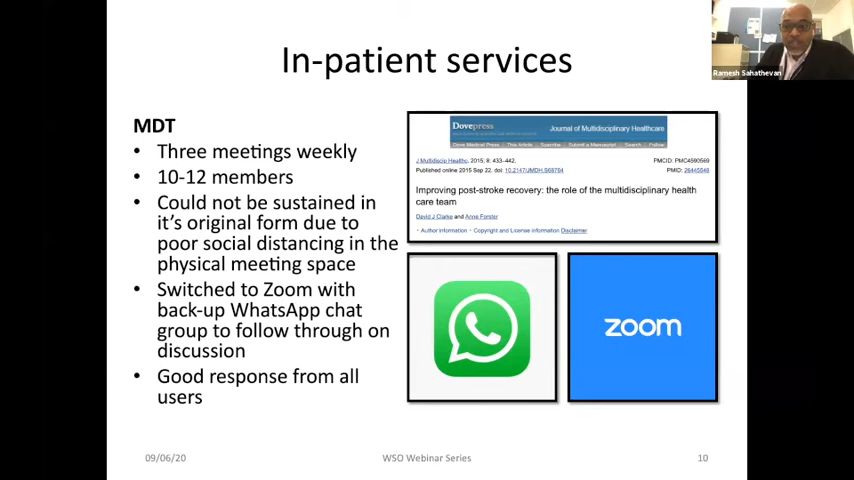 In-patient services
Ramesh Sahathevan
MDT
• Three meetings weekly
• 10-12 members
• Could not be sustained in
it's original form due to
poor social distancing in the
physical meeting space
• Switched to Zoom with
back-up WhatsApp chat
group to follow through on
discussion
• Good response from all
users
Dovepress
Journal of Multidisciplinary Healthcare
Dove Medical Press | This Article | Subscribe | Submit a Manuscript | Search | Follow
J Multidiscip Healthc. 2015; 8: 433–442.
PMCID: PMC4590569
Published online 2015 Sep 22. doi: 10.2147/JMDH.S68764
PMID: 26445548
Improving post-stroke recovery: the role of the multidisciplinary health
care team
David J Clarke and Anne Forster
• Author information • Copyright and License information Disclaimer
zoom
09/06/20
WSO Webinar Series
10